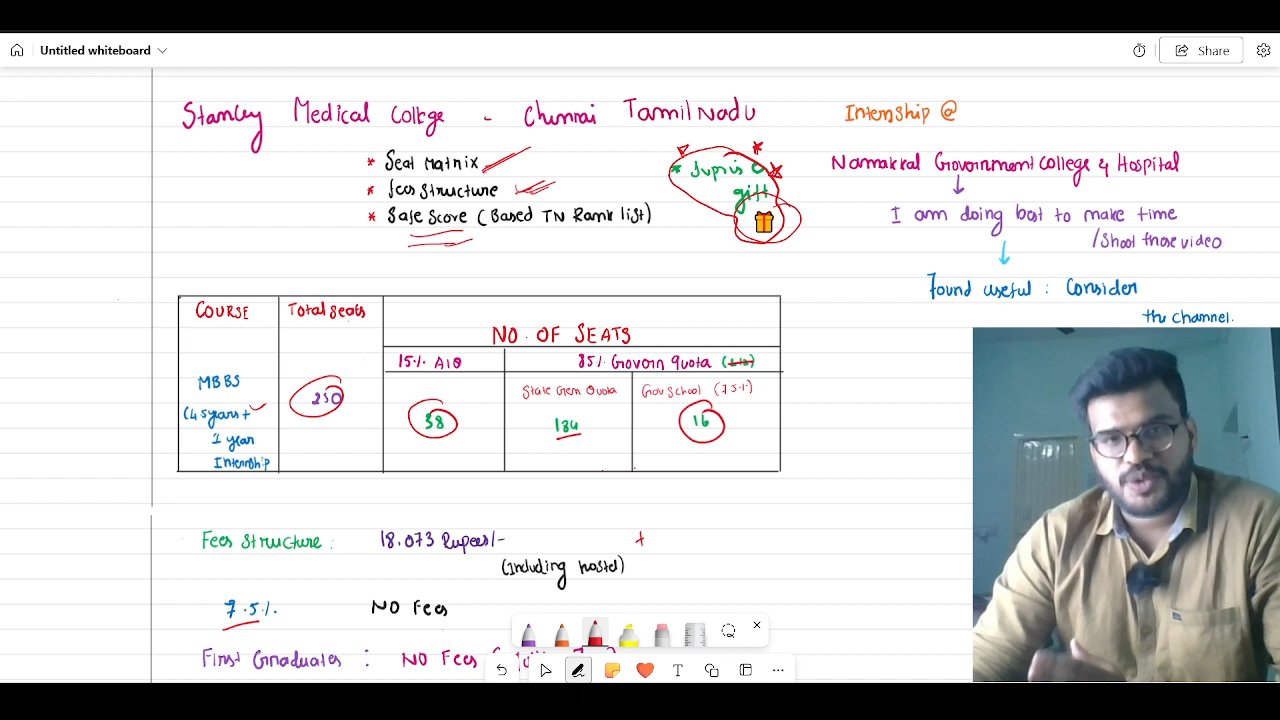 Untitled whiteboard
Share
Stanley Medical College - Chennai Tamil Nadu
* Seat Matrix
* Fees Structure
* Safe Score (Based TN Rank list)
* Supris
gift
Internship @
Namakkal Government College & Hospital
I am doing best to make time
/Shoot those video
Found useful : Consider
the channel.
COURSE
Total Seats
NO. OF SEATS
15% AIQ
85% Govern quota
State Gen Quota
Gov School (7.5%)
MBBS
(4.5years +
1 year
Internship
250
38
16
Fees Structure:
18.073 Rupees/-
(Including hostel)
+
7.5%.
NO Fees
First Graduates :
NO Fees
T